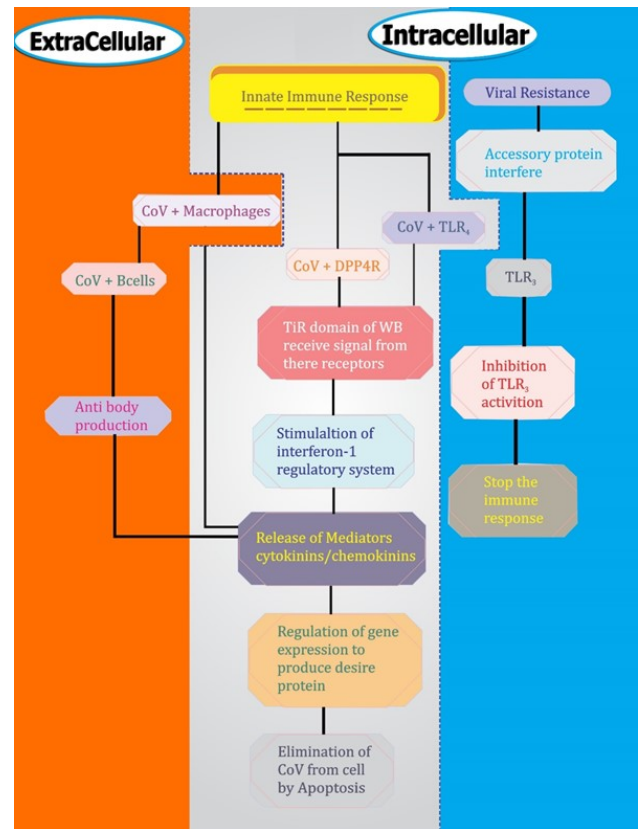 ExtraCellular
Intracellular
Innate Immune Response
Viral Resistance
Accessory protein
interfere
CoV + Macrophages
CoV + TLR₄
CoV + Bcells
CoV + DPP4R
TLR₃
TiR domain of WB
receive signal from
there receptors
Inhibition
of TLR₃
activition
Anti body
production
Stimulaltion of
interferon-1
regulatory system
Stop the
immune
response
Release of Mediators
cytokinins/chemokinins
Regulation of gene
expression to
produce desire
protein
Elimination of
CoV from cell
by Apoptosis